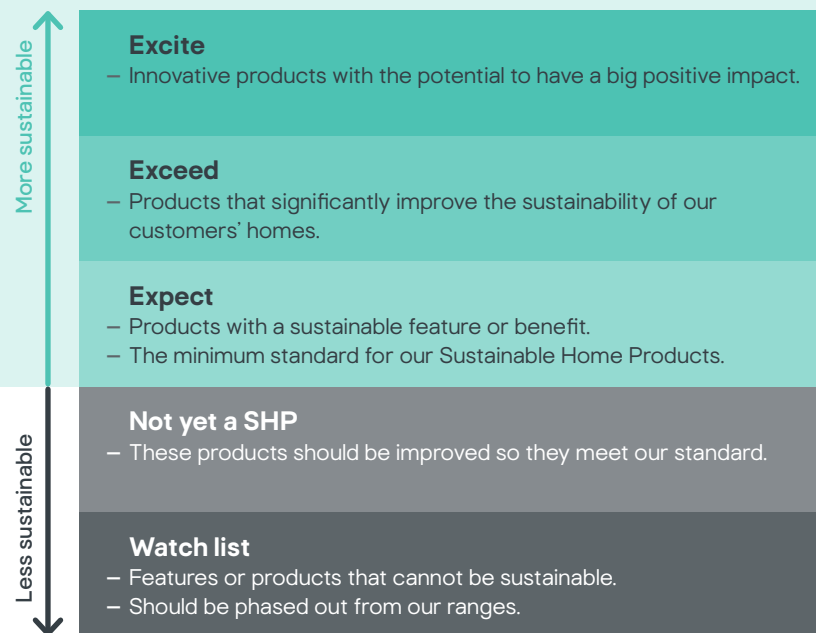 More sustainable
Excite
– Innovative products with the potential to have a big positive impact.
Exceed
– Products that significantly improve the sustainability of our
customers’ homes.
Expect
– Products with a sustainable feature or benefit.
– The minimum standard for our Sustainable Home Products.
Less sustainable
Not yet a SHP
– These products should be improved so they meet our standard.
Watch list
– Features or products that cannot be sustainable.
– Should be phased out from our ranges.